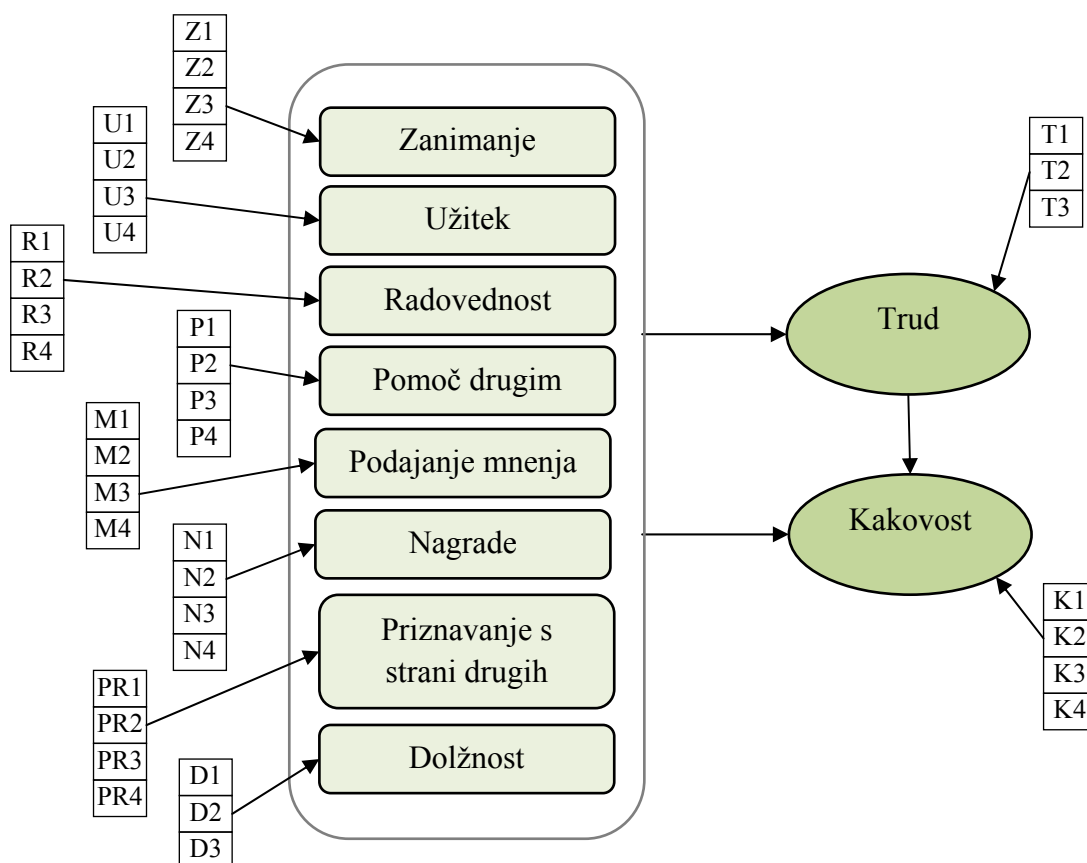 Z1
Z2
Z3
Z4
U1
U2
U3
U4
R1
R2
R3
R4
P1
P2
P3
P4
M1
M2
M3
M4
N1
N2
N3
N4
PR1
PR2
PR3
PR4
D1
D2
D3
Zanimanje
Užitek
Radovednost
Pomoč drugim
Podajanje mnenja
Nagrade
Priznavanje s
strani drugih
Dolžnost
T1
T2
T3
Trud
Kakovost
K1
K2
K3
K4